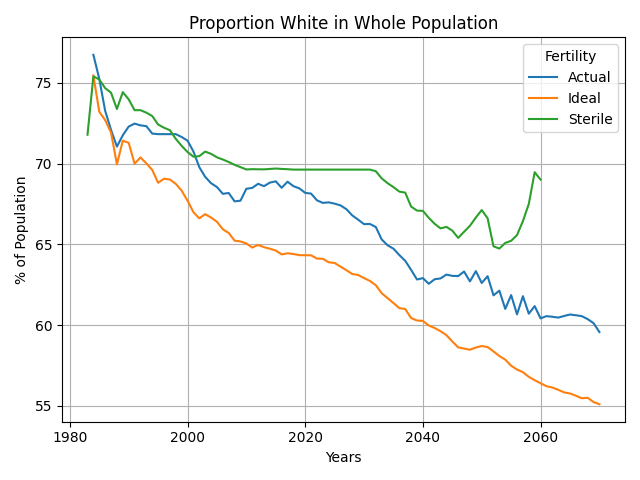 Proportion White in Whole Population
Fertility
Actual
Ideal
Sterile
% of Population
75
70
65
60
55
1980
2000
2020
2040
2060
Years